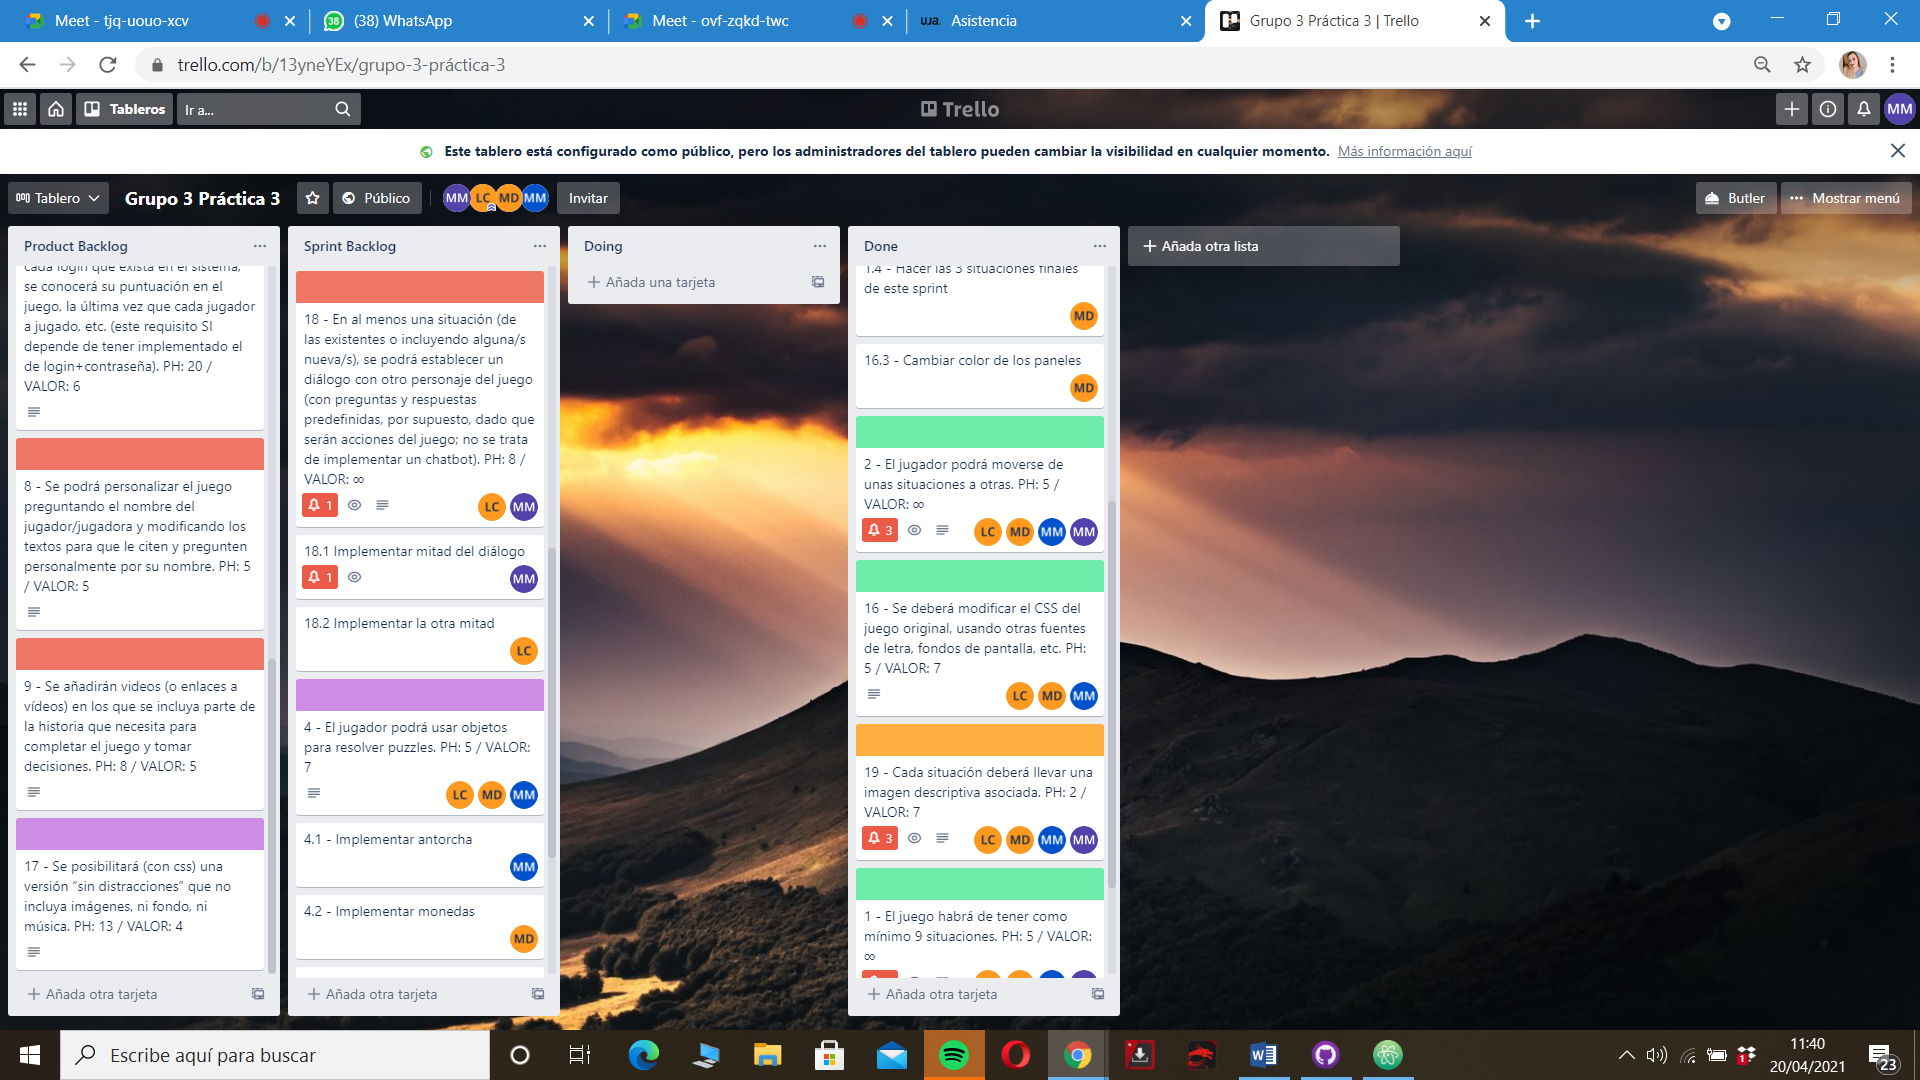 Meet - tjq-uouo-xcv
(38) WhatsApp
Meet - ovf-zqkd-twc
uja. Asistencia
Grupo 3 Práctica 3 | Trello
trello.com/b/13yneYEx/grupo-3-práctica-3
Tableros
Ir a...
Trello
MM
Este tablero está configurado como público, pero los administradores del tablero pueden cambiar la visibilidad en cualquier momento. Más información aquí
Tablero
Grupo 3 Práctica 3
Público
MM LC MD MM
Invitar
Butler
Mostrar menú
Product Backlog
cada login que exista en el sistema,
se conocerá su puntuación en el
juego, la última vez que cada jugador
a jugado, etc. (este requisito SI
depende de tener implementado el
de login+contraseña). PH: 20 /
VALOR: 6
8 - Se podrá personalizar el juego
preguntando el nombre del
jugador/jugadora y modificando los
textos para que le citen y pregunten
personalmente por su nombre. PH: 5
/ VALOR: 5
9 - Se añadirán videos (o enlaces a
vídeos) en los que se incluya parte de
la historia que necesita para
completar el juego y tomar
decisiones. PH: 8 / VALOR: 5
17 - Se posibilitará (con css) una
versión “sin distracciones” que no
incluya imágenes, ni fondo, ni
música. PH: 13 / VALOR: 4
Añada otra tarjeta
Sprint Backlog
18 - En al menos una situación (de
las existentes o incluyendo alguna/s
nueva/s), se podrá establecer un
diálogo con otro personaje del juego
(con preguntas y respuestas
predefinidas, por supuesto, dado que
serán acciones del juego; no se trata
de implementar un chatbot). PH: 8 /
VALOR: ∞
1
LC MM
18.1 Implementar mitad del diálogo
1
MM
18.2 Implementar la otra mitad
LC
4 - El jugador podrá usar objetos
para resolver puzzles. PH: 5 / VALOR:
7
LC MD MM
4.1 - Implementar antorcha
MM
4.2 - Implementar monedas
MD
Añada otra tarjeta
Doing
Añada una tarjeta
Done
1.4 - Hacer las 3 situaciones finales
de este sprint
MD
16.3 - Cambiar color de los paneles
MD
2 - El jugador podrá moverse de
unas situaciones a otras. PH: 5 /
VALOR: ∞
3
LC MD MM MM
16 - Se deberá modificar el CSS del
juego original, usando otras fuentes
de letra, fondos de pantalla, etc. PH:
5 / VALOR: 7
LC MD MM
19 - Cada situación deberá llevar una
imagen descriptiva asociada. PH: 2 /
VALOR: 7
3
LC MD MM MM
1 - El juego habrá de tener como
mínimo 9 situaciones. PH: 5 / VALOR:
∞
Añada otra tarjeta
Añada otra lista
Escribe aquí para buscar
11:40
20/04/2021
23